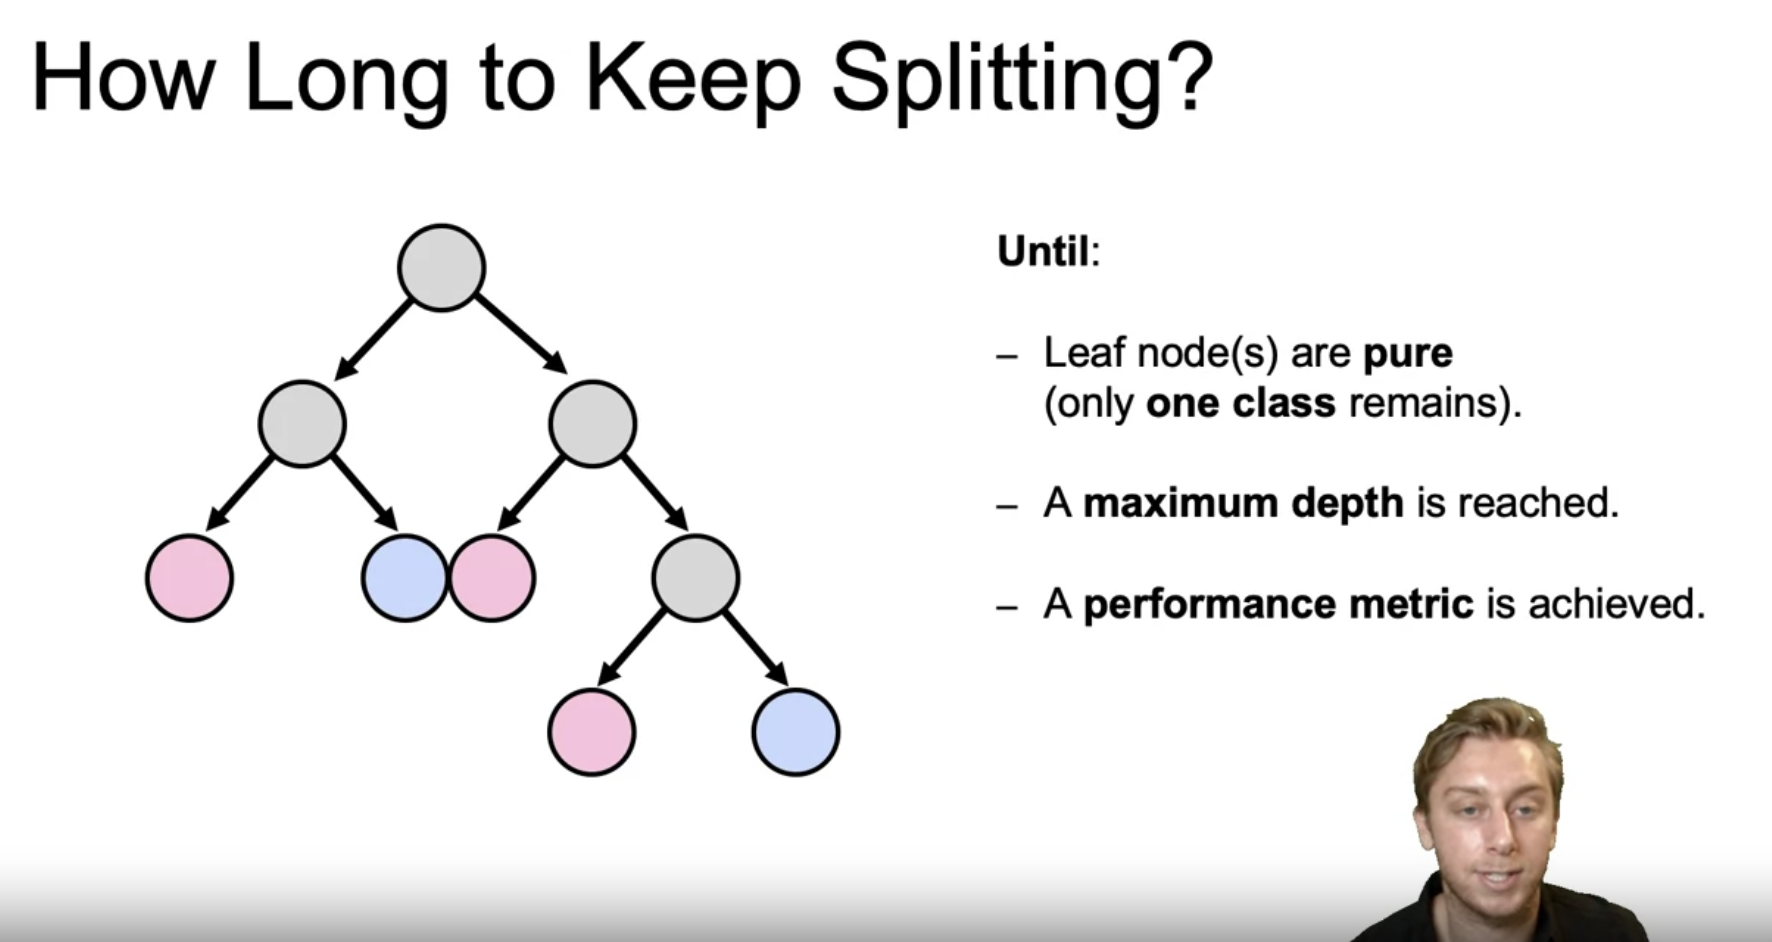 How Long to Keep Splitting?
Until:
– Leaf node(s) are pure
(only one class remains).
– A maximum depth is reached.
– A performance metric is achieved.